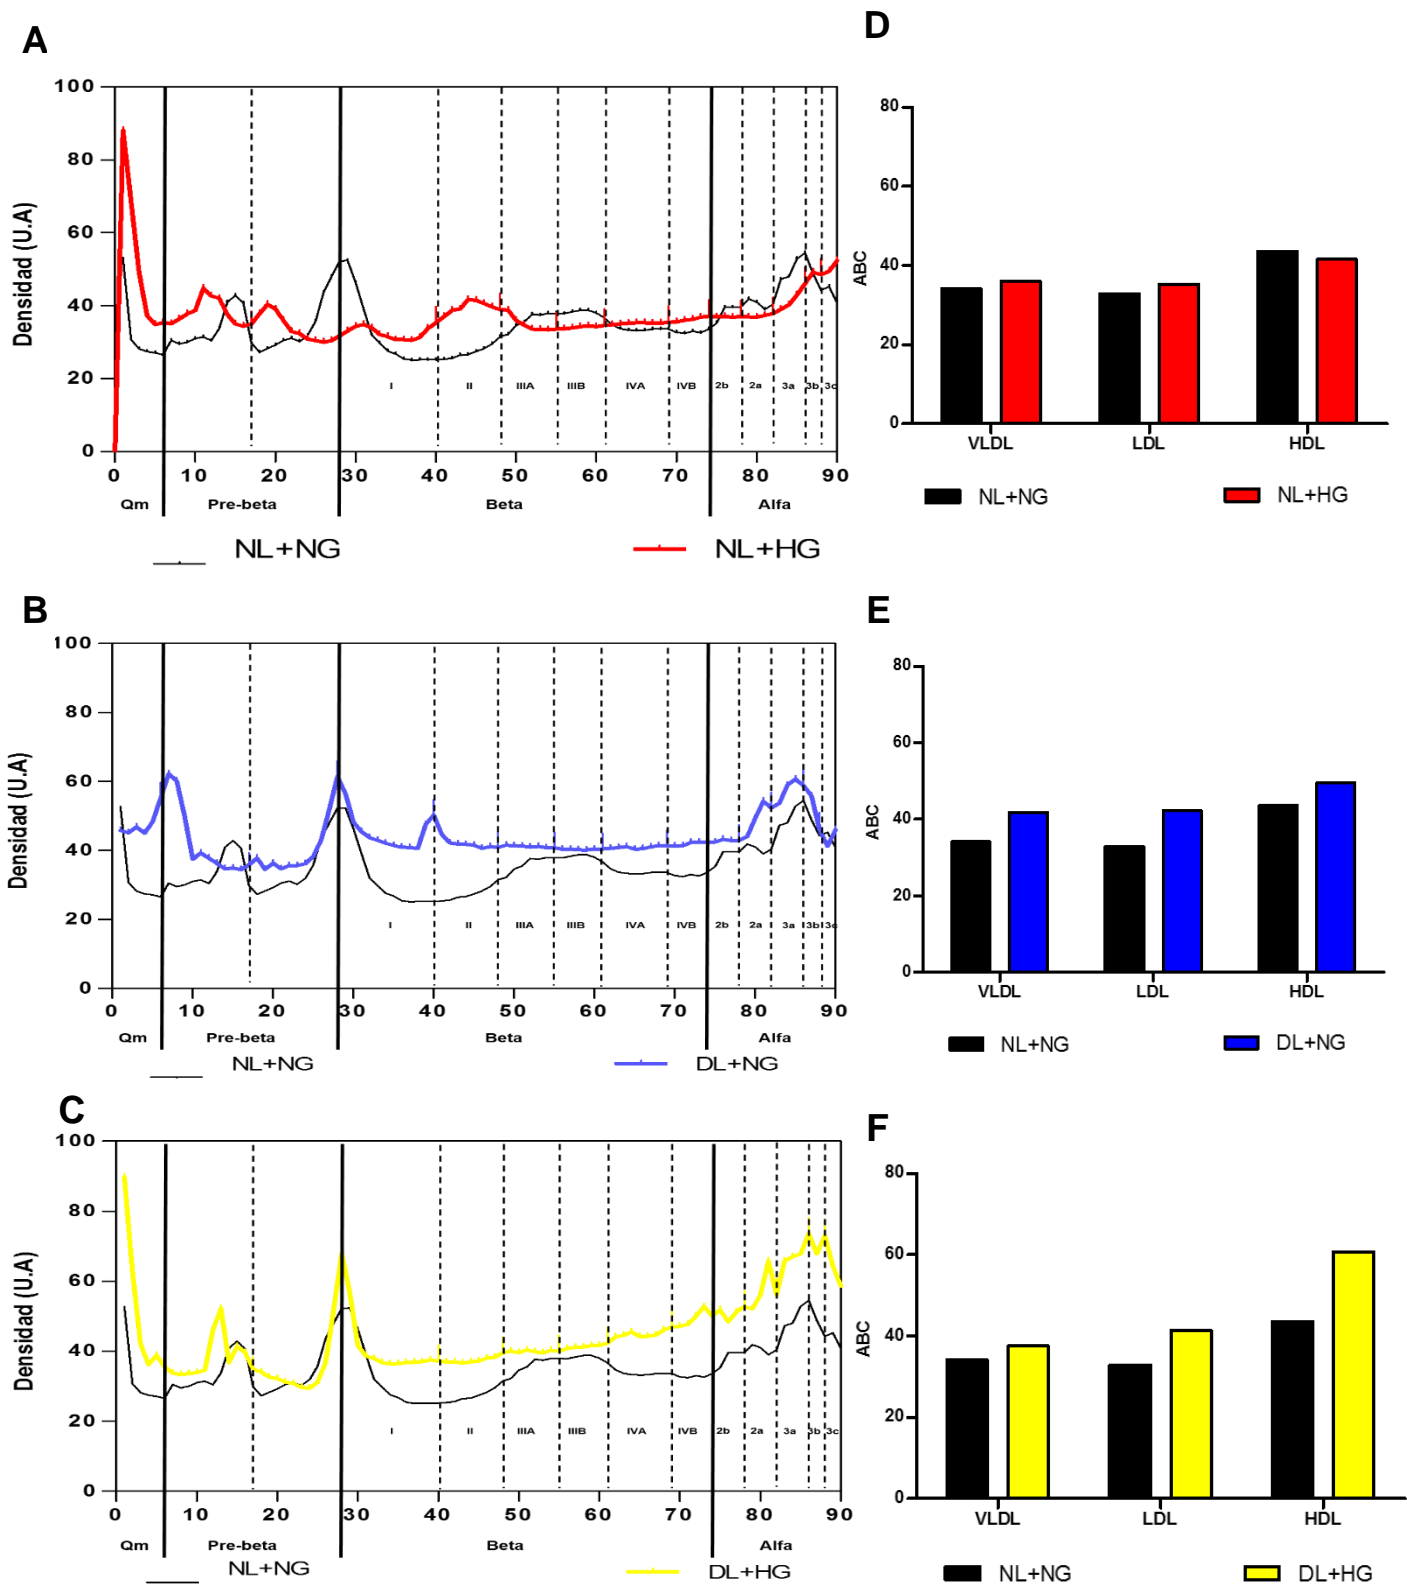 A
Densidad (U.A)
100
80
60
40
20
0
I II IIIA IIIB IVA IVB 2b 2a 3a 3b 3c
0 10 20 30 40 50 60 70 80 90
Qm Pre-beta Beta Alfa
NL+NG NL+HG
D
ABC
80
60
40
20
0
VLDL LDL HDL
NL+NG NL+HG
B
Densidad (U.A)
100
80
60
40
20
0
I II IIIA IIIB IVA IVB 2b 2a 3a 3b 3c
0 10 20 30 40 50 60 70 80 90
Qm Pre-beta Beta Alfa
NL+NG DL+NG
E
ABC
80
60
40
20
0
VLDL LDL HDL
NL+NG DL+NG
C
Densidad (U.A)
100
80
60
40
20
0
I II IIIA IIIB IVA IVB 2b 2a 3a 3b 3c
0 10 20 30 40 50 60 70 80 90
Qm Pre-beta Beta Alfa
NL+NG DL+HG
F
ABC
80
60
40
20
0
VLDL LDL HDL
NL+NG DL+HG